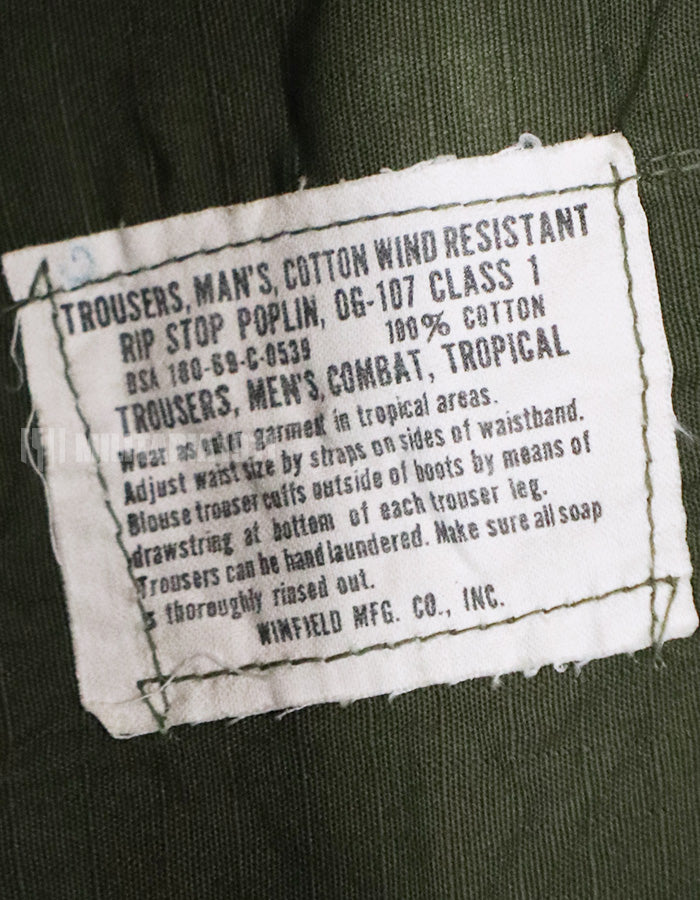 TROUSERS, MAN'S, COTTON WIND RESISTANT
RIP STOP POPLIN, OG-107 CLASS 1
DSA 100-69-C-0539 100% COTTON
TROUSERS, MEN'S, COMBAT, TROPICAL
Wear as outer garment in tropical areas.
Adjust waist size by straps on sides of waistband.
Blouse trouser cuffs outside of boots by means of
drawstring at bottom of each trouser leg.
Trousers can be hand laundered. Make sure all soap
is thoroughly rinsed out.
WINFIELD MFG. CO., INC.